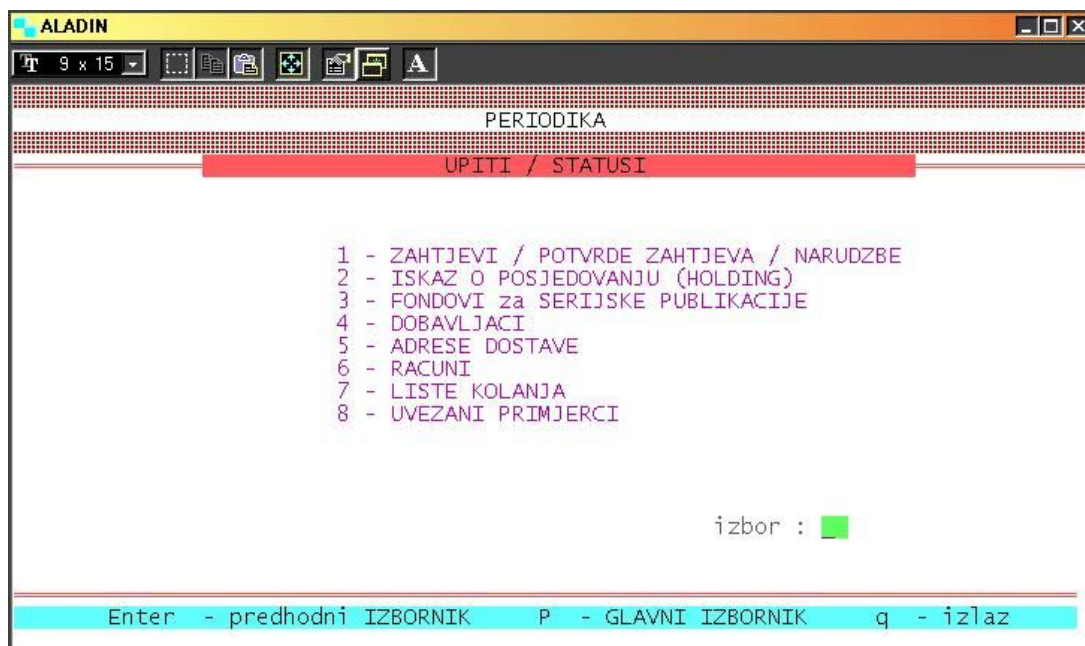 ALADIN
Tr 9 x 15 A
PERIODIKA
UPITI / STATUSI
1 - ZAHTJEVI / POTVRDE ZAHTJEVA / NARUDZBE
2 - ISKAZ O POSJEDOVANJU (HOLDING)
3 - FONDOVI za SERIJSKE PUBLIKACIJE
4 - DOBAVLJACI
5 - ADRESE DOSTAVE
6 - RACUNI
7 - LISTE KOLANJA
8 - UVEZANI PRIMJERCI
izbor : _
Enter - predhodni IZBORNIK P - GLAVNI IZBORNIK q - izlaz